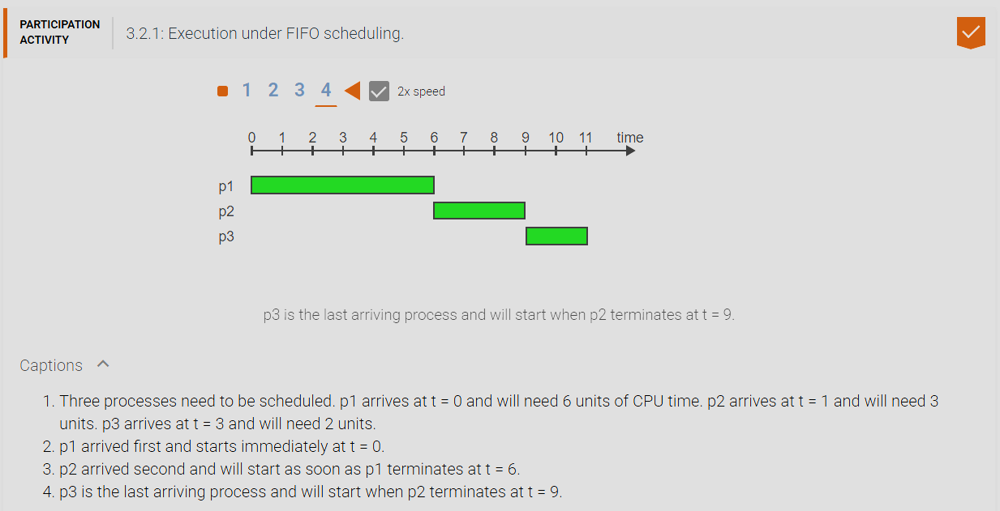 PARTICIPATION
ACTIVITY
3.2.1: Execution under FIFO scheduling.
1 2 3 4 2x speed
0 1 2 3 4 5 6 7 8 9 10 11 time
p1
p2
p3
p3 is the last arriving process and will start when p2 terminates at t = 9.
Captions
1. Three processes need to be scheduled. p1 arrives at t = 0 and will need 6 units of CPU time. p2 arrives at t = 1 and will need 3
units. p3 arrives at t = 3 and will need 2 units.
2. p1 arrived first and starts immediately at t = 0.
3. p2 arrived second and will start as soon as p1 terminates at t = 6.
4. p3 is the last arriving process and will start when p2 terminates at t = 9.